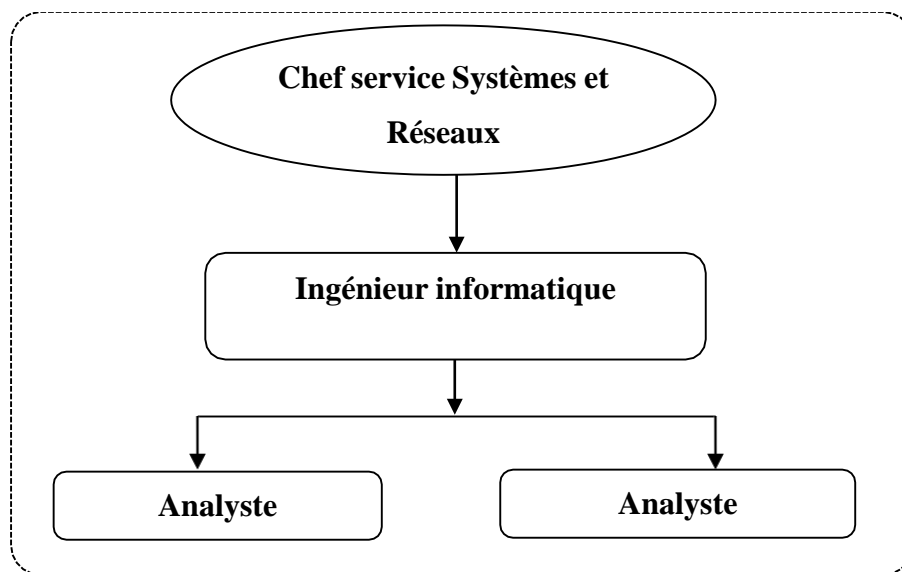 Chef service Systèmes et
Réseaux
Ingénieur informatique
Analyste
Analyste